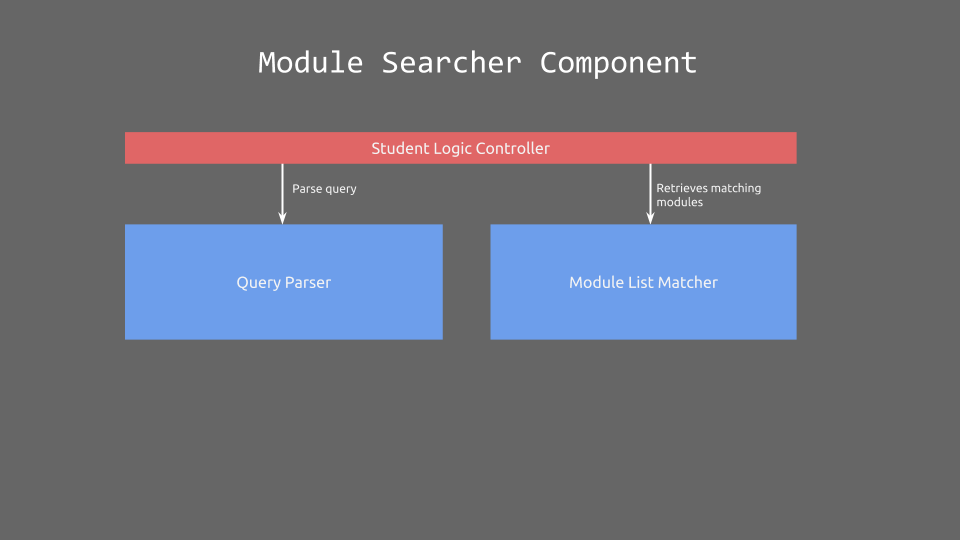 Module Searcher Component
Student Logic Controller
Parse query
Retrieves matching
modules
Query Parser
Module List Matcher